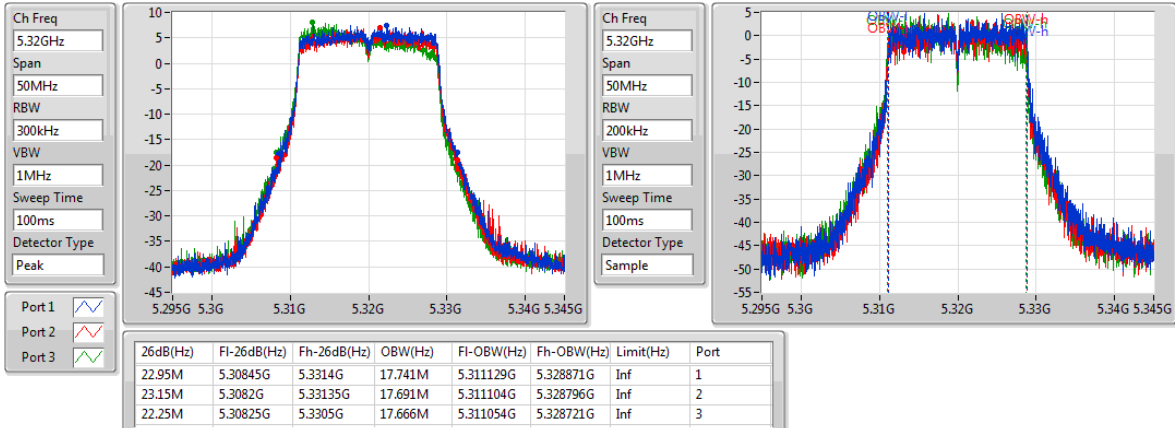 Ch Freq
5.32GHz
Span
50MHz
RBW
300kHz
VBW
1MHz
Sweep Time
100ms
Detector Type
Peak
Port 1
Port 2
Port 3
10
5
0
-5
-10
-15
-20
-25
-30
-35
-40
-45
5.295G 5.3G 5.31G 5.32G 5.33G 5.34G 5.345G
Ch Freq
5.32GHz
Span
50MHz
RBW
200kHz
VBW
1MHz
Sweep Time
100ms
Detector Type
Sample
5
0
-5
-10
-15
-20
-25
-30
-35
-40
-45
-50
-55
OBW-h
5.295G 5.3G 5.31G 5.32G 5.33G 5.34G 5.345G
26dB(Hz) Fl-26dB(Hz) Fh-26dB(Hz) OBW(Hz) Fl-OBW(Hz) Fh-OBW(Hz) Limit(Hz) Port
22.95M 5.30845G 5.3314G 17.741M 5.311129G 5.328871G Inf 1
23.15M 5.3082G 5.33135G 17.691M 5.311104G 5.328796G Inf 2
22.25M 5.30825G 5.3305G 17.666M 5.311054G 5.328721G Inf 3